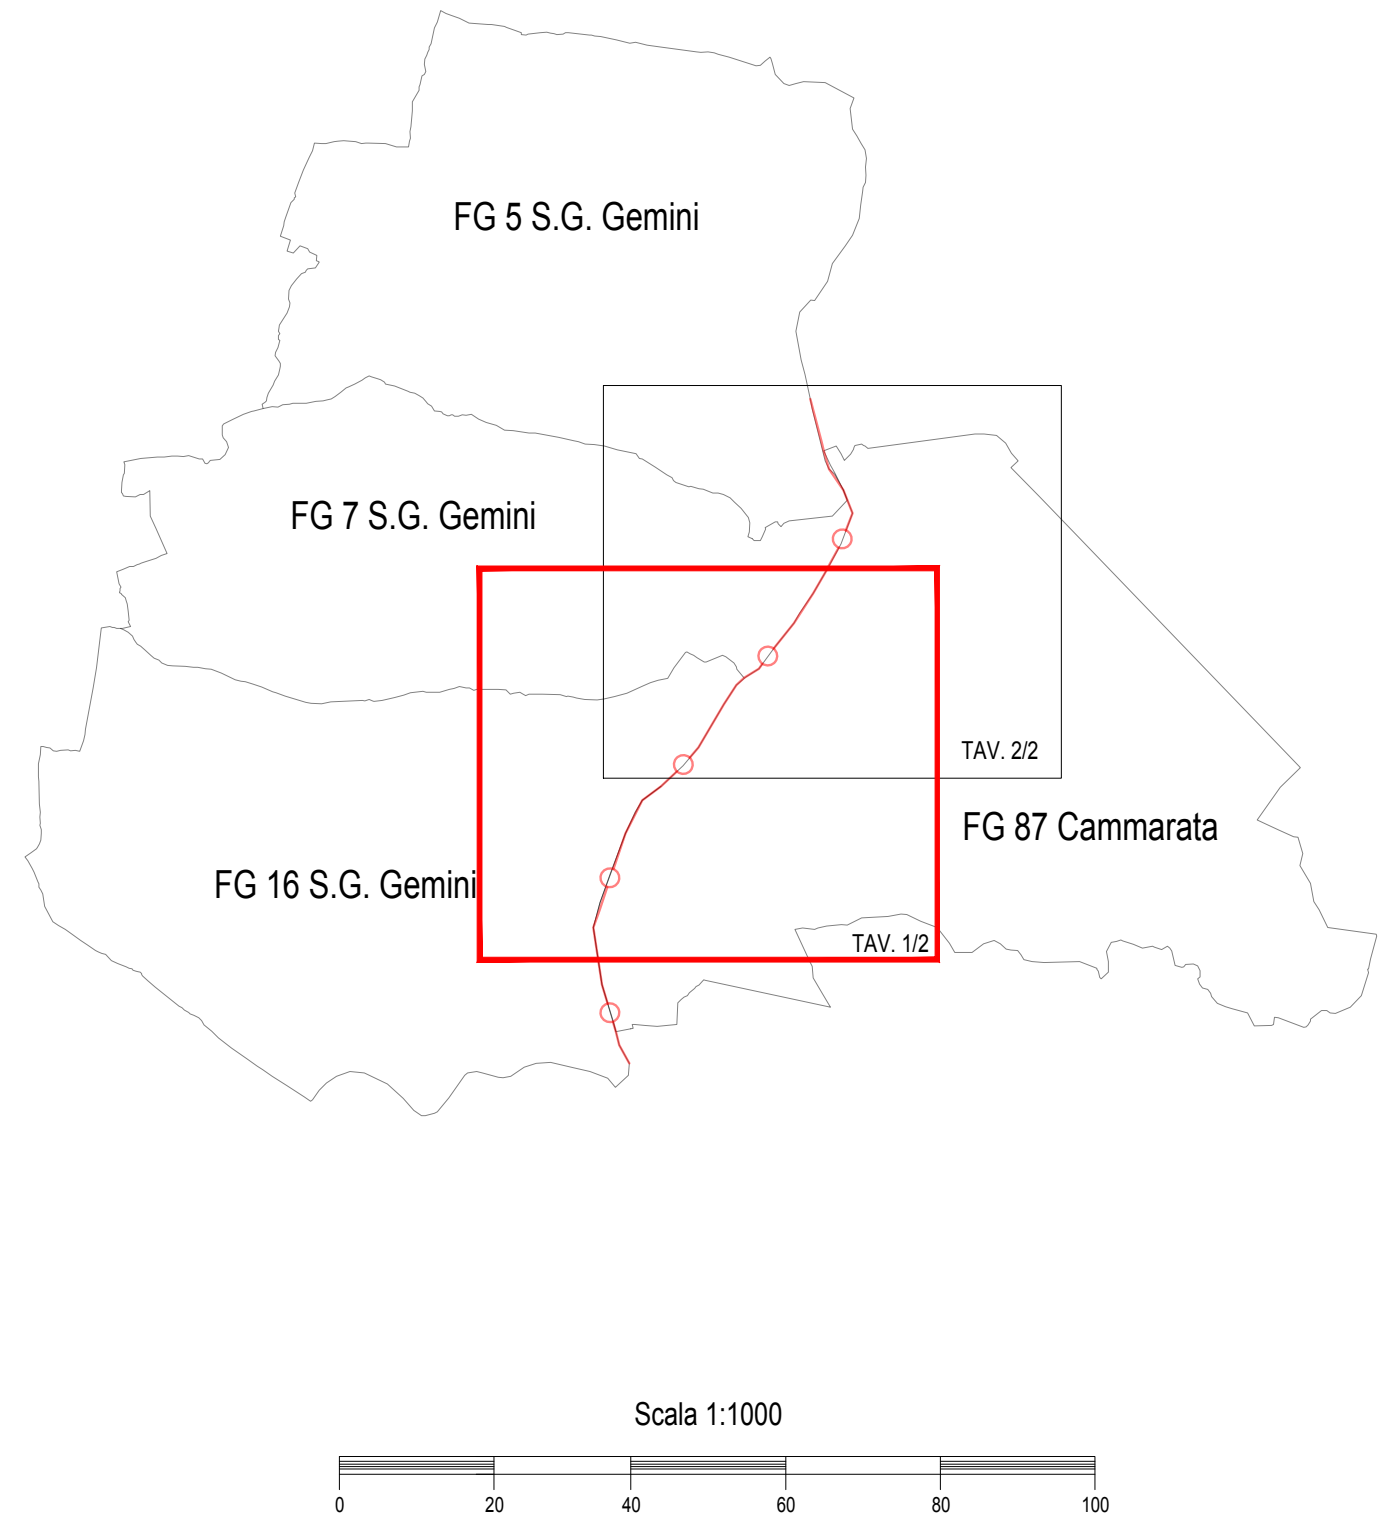 FG 5 S.G. Gemini
FG 7 S.G. Gemini
TAV. 2/2
FG 87 Cammarata
FG 16 S.G. Gemini
TAV. 1/2
Scala 1:1000
0 20 40 60 80 100